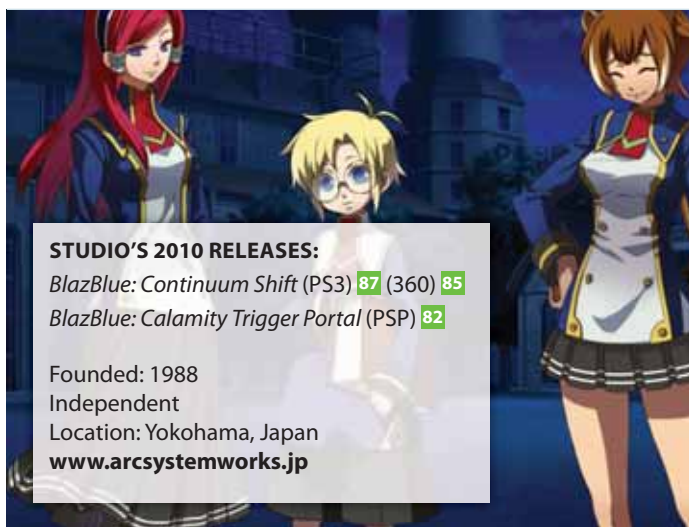 STUDIO'S 2010 RELEASES:
BlazBlue: Continuum Shift (PS3) 87 (360) 85
BlazBlue: Calamity Trigger Portal (PSP) 82
Founded: 1988
Independent
Location: Yokohama, Japan
www.arcsystemworks.jp